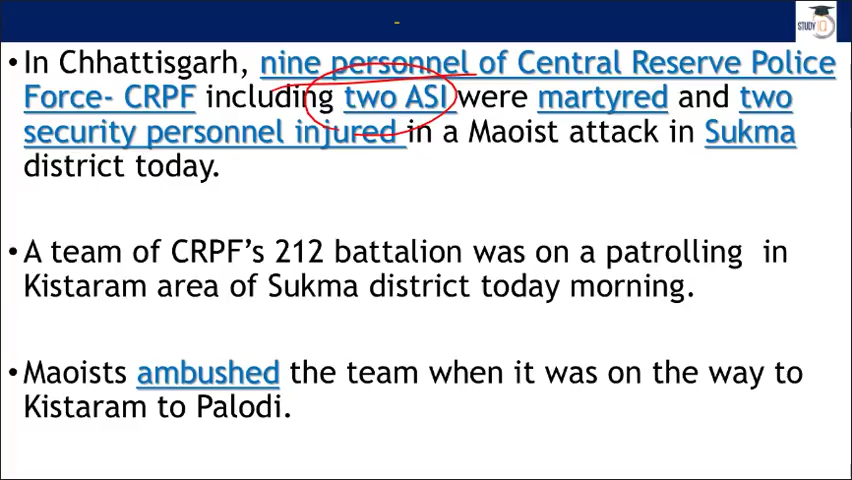 -
STUDY IQ
• In Chhattisgarh, nine personnel of Central Reserve Police
Force- CRPF including two ASI were martyred and two
security personnel injured in a Maoist attack in Sukma
district today.
• A team of CRPF’s 212 battalion was on a patrolling in
Kistaram area of Sukma district today morning.
• Maoists ambushed the team when it was on the way to
Kistaram to Palodi.